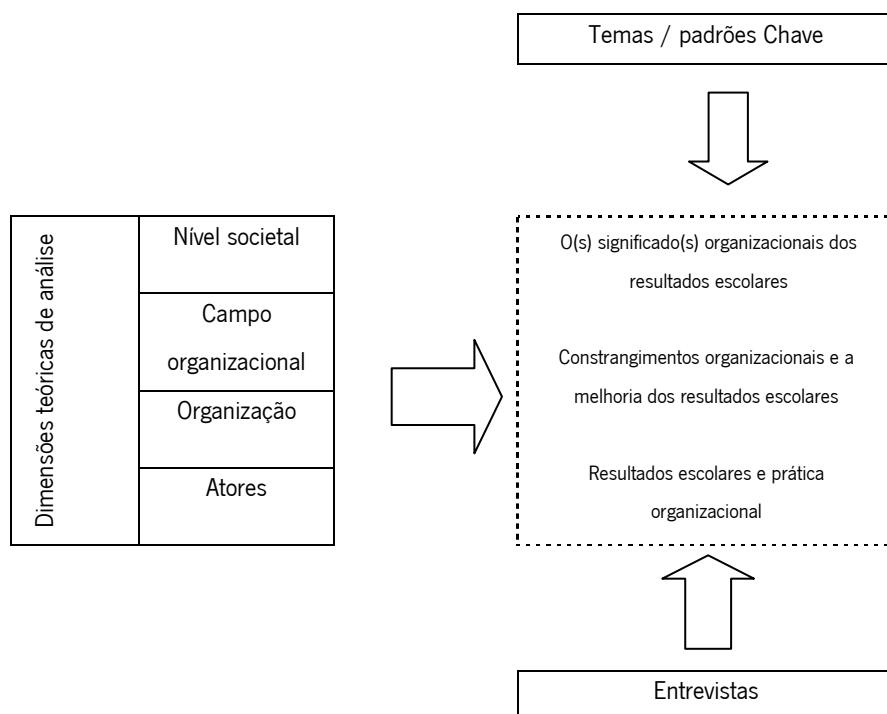 Temas / padrões Chave
Dimensões teóricas de análise
Nível societal
Campo
organizacional
Organização
Atores
O(s) significado(s) organizacionais dos
resultados escolares
Constrangimentos organizacionais e a
melhoria dos resultados escolares
Resultados escolares e prática
organizacional
Entrevistas